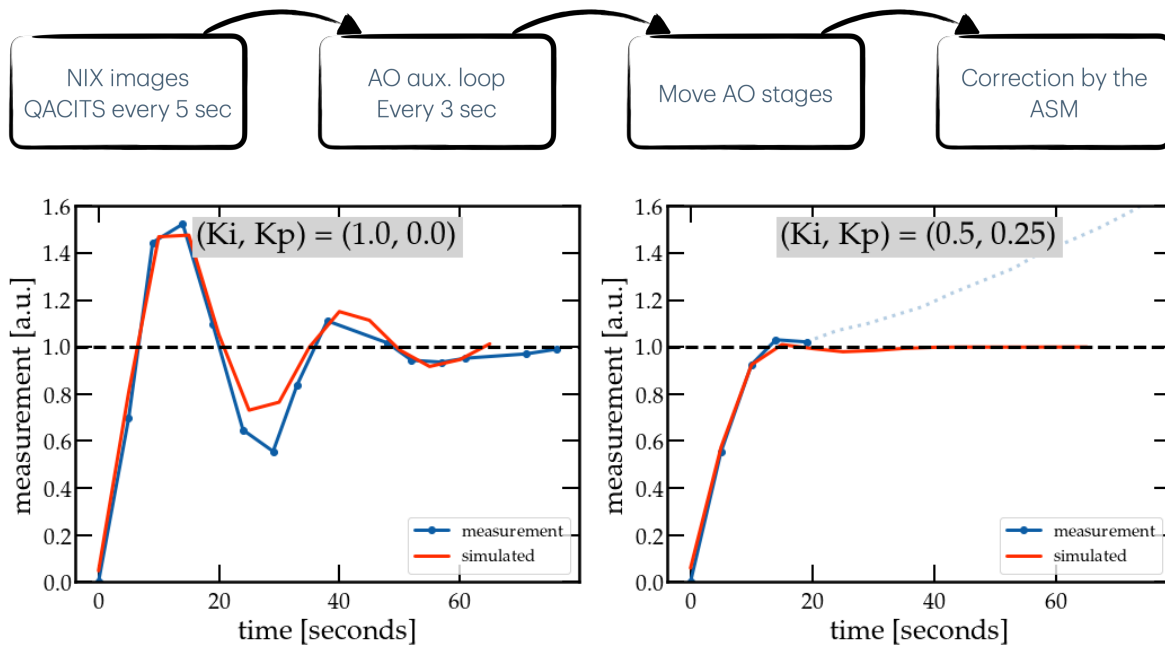 NIX images
QACITS every 5 sec
AO aux. loop
Every 3 sec
Move AO stages
Correction by the
ASM
(Ki, Kp) = (1.0, 0.0)
measurement [a.u.]
1.6
1.4
1.2
1.0
0.8
0.6
0.4
0.2
0.0
measurement
simulated
0
20
40
60
time [seconds]
(Ki, Kp) = (0.5, 0.25)
measurement [a.u.]
1.6
1.4
1.2
1.0
0.8
0.6
0.4
0.2
0.0
measurement
simulated
0
20
40
60
time [seconds]